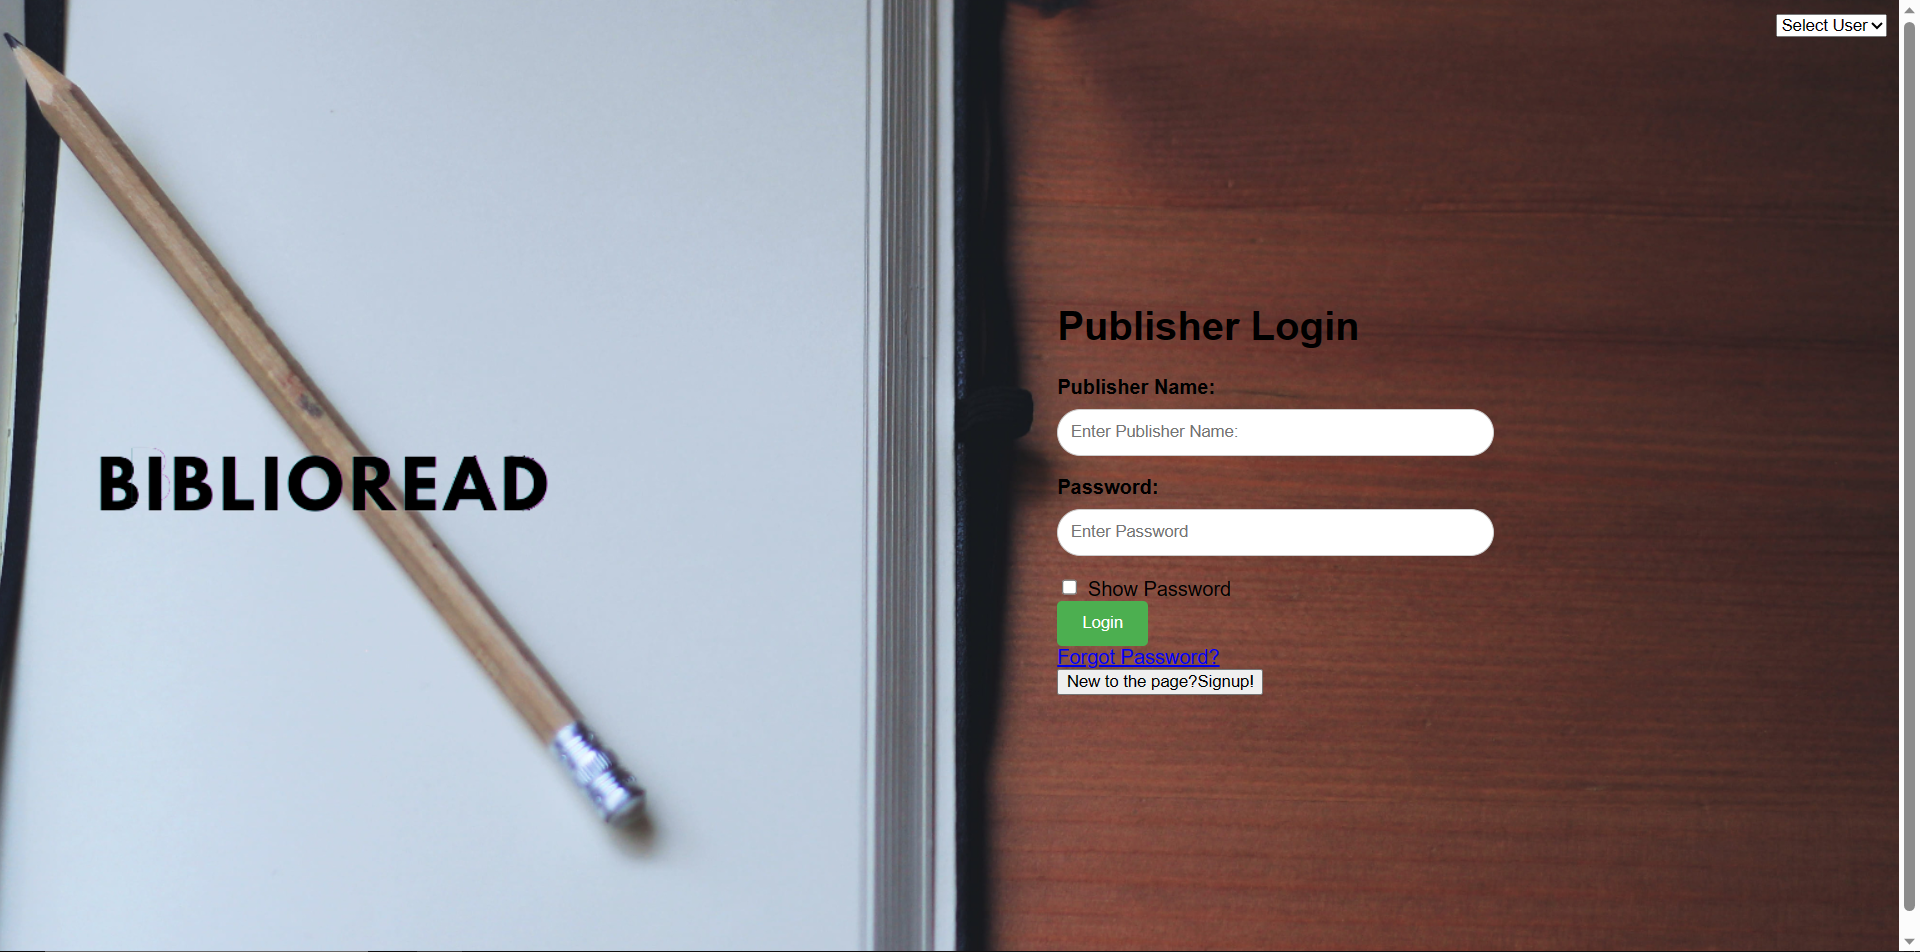 Select User
Publisher Login
Publisher Name:
Enter Publisher Name:
BIBLIOREAD
Password:
Enter Password
Show Password
Login
Forgot Password?
New to the page?Signup!